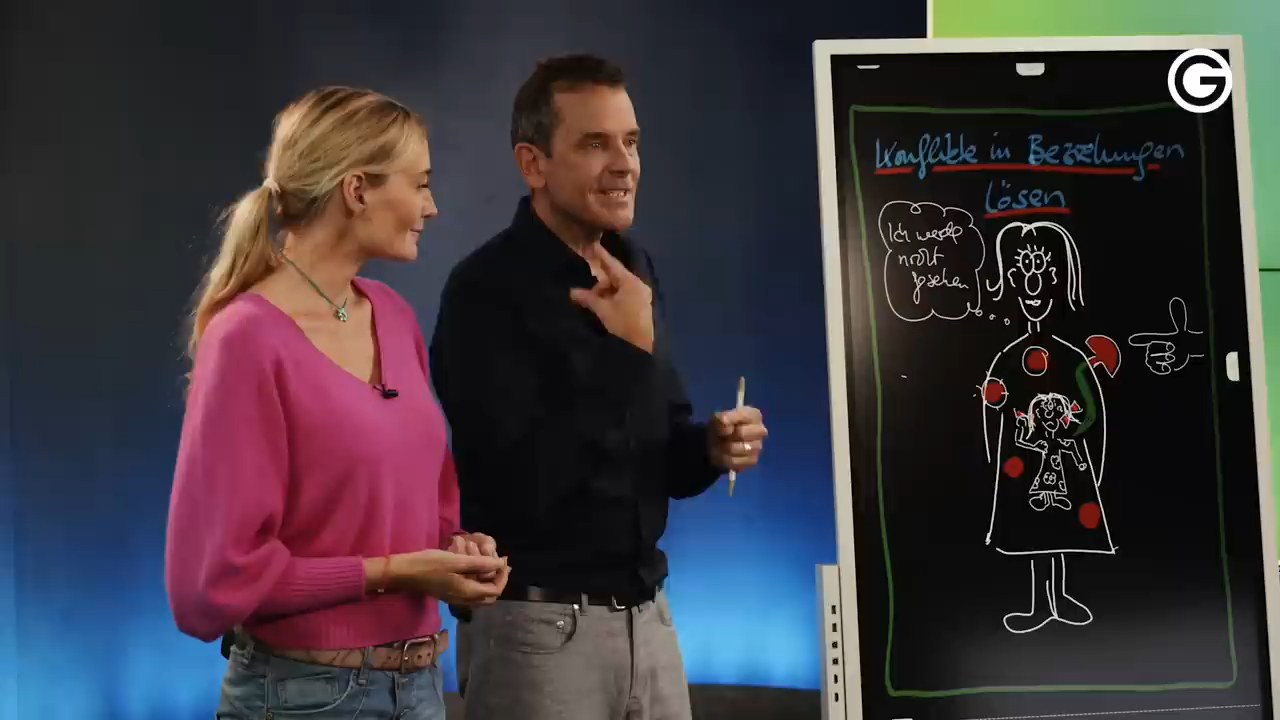 Konflikte in Beziehungen
lösen
Ich werde
nicht
gesehen
G